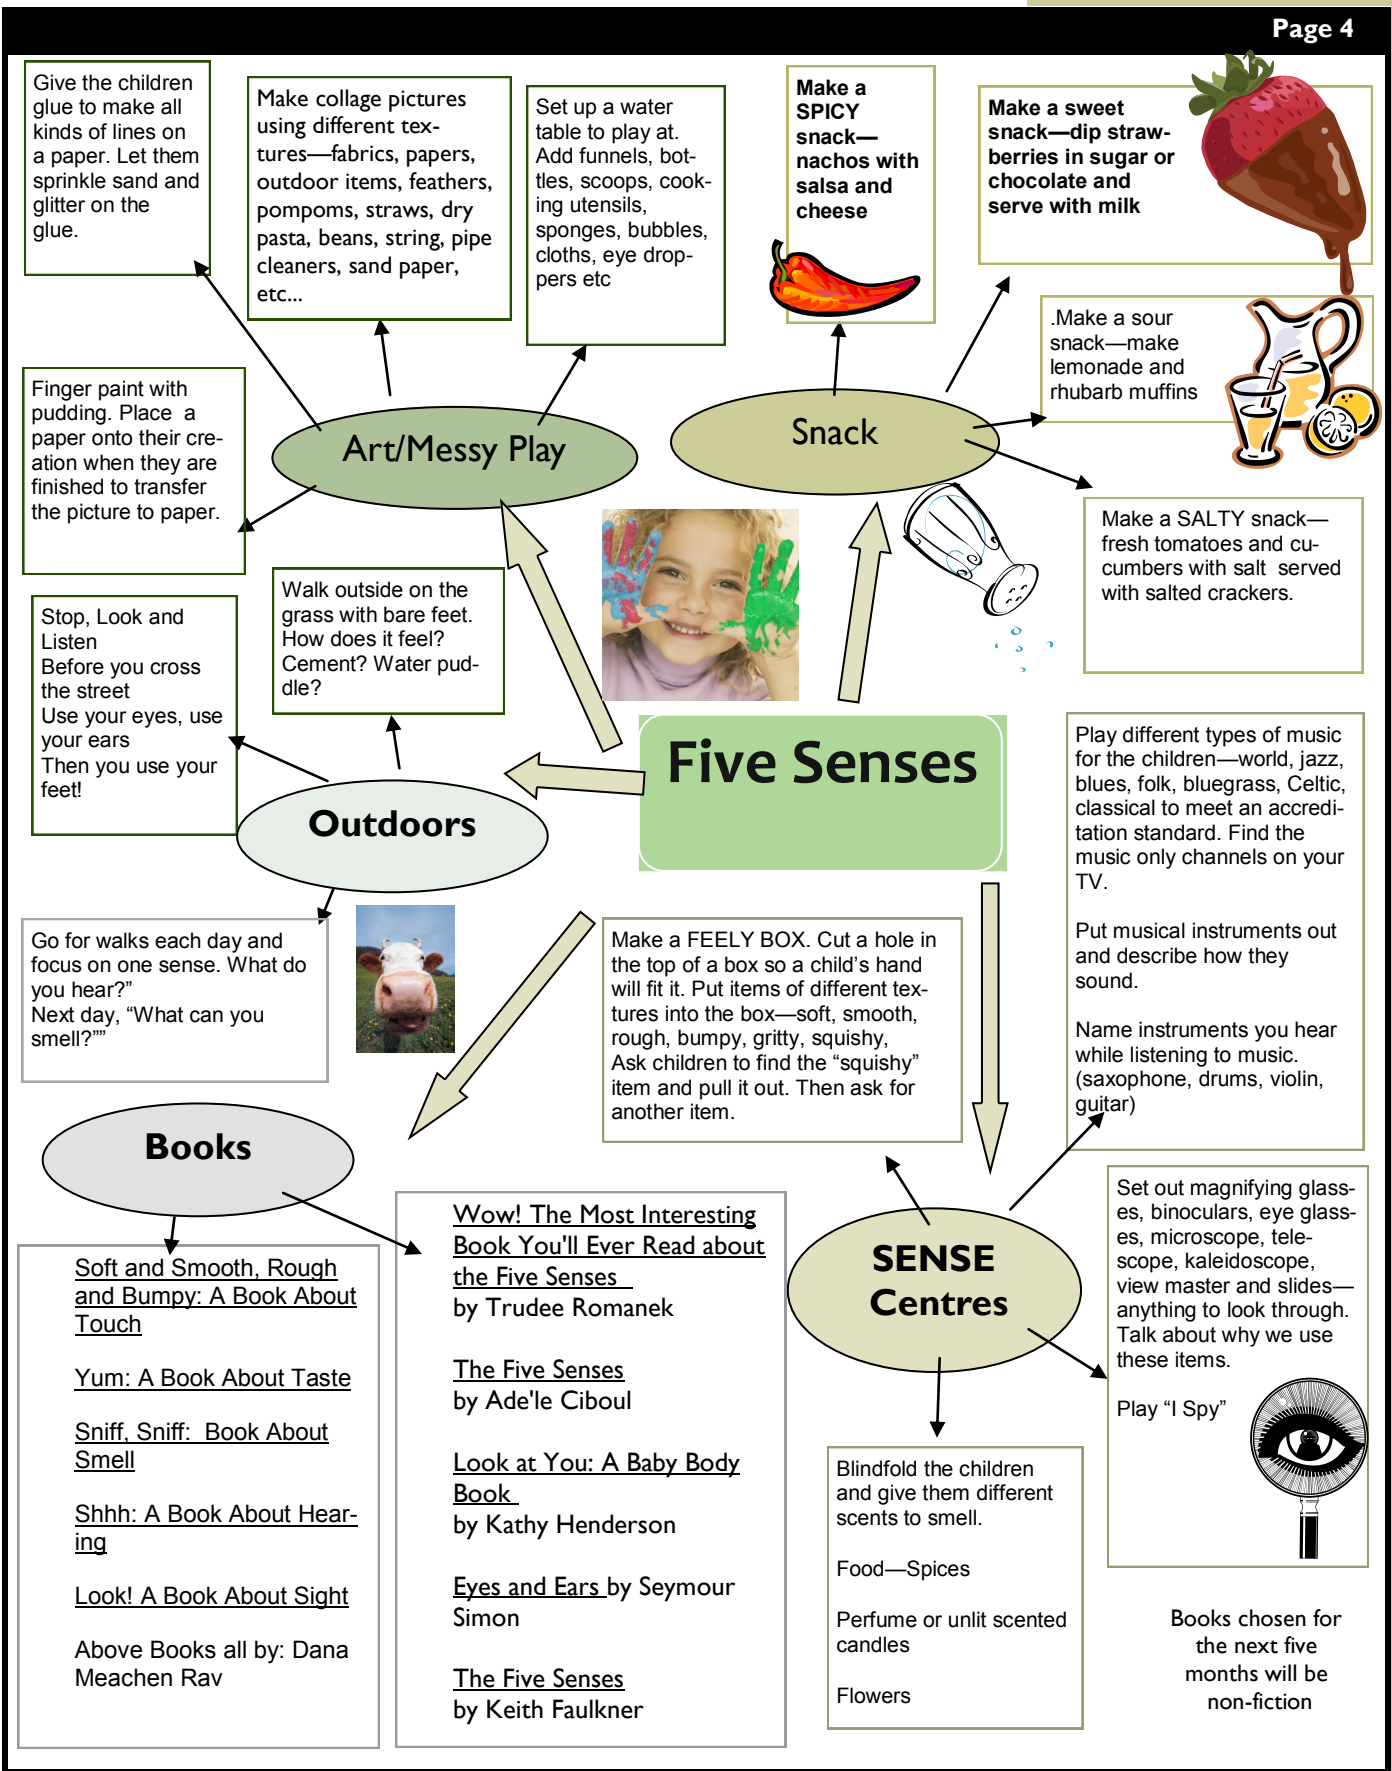 Page 4
Give the children
glue to make all
kinds of lines on
a paper. Let them
sprinkle sand and
glitter on the
glue.
Make collage pictures
using different tex-
tures—fabrics, papers,
outdoor items, feathers,
pompoms, straws, dry
pasta, beans, string, pipe
cleaners, sand paper,
etc...
Set up a water
table to play at.
Add funnels, bot-
tles, scoops, cook-
ing utensils,
sponges, bubbles,
cloths, eye drop-
pers etc
Make a
SPICY
snack—
nachos with
salsa and
cheese
Make a sweet
snack—dip straw-
berries in sugar or
chocolate and
serve with milk
.Make a sour
snack—make
lemonade and
rhubarb muffins
Finger paint with
pudding. Place  a
paper onto their cre-
ation when they are
finished to transfer
the picture to paper.
Art/Messy Play
Snack
Make a SALTY snack—
fresh tomatoes and cu-
cumbers with salt  served
with salted crackers.
Walk outside on the
grass with bare feet.
How does it feel?
Cement? Water pud-
dle?
Stop, Look and
Listen
Before you cross
the street
Use your eyes, use
your ears
Then you use your
feet!
Five Senses
Outdoors
Play different types of music
for the children—world, jazz,
blues, folk, bluegrass, Celtic,
classical to meet an accredi-
tation standard. Find the
music only channels on your
TV.
Put musical instruments out
and describe how they
sound.
Name instruments you hear
while listening to music.
(saxophone, drums, violin,
guitar)
Go for walks each day and
focus on one sense. What do
you hear?”
Next day, “What can you
smell?””
Make a FEELY BOX. Cut a hole in
the top of a box so a child’s hand
will fit it. Put items of different tex-
tures into the box—soft, smooth,
rough, bumpy, gritty, squishy,
Ask children to find the “squishy”
item and pull it out. Then ask for
another item.
Books
Soft and Smooth, Rough
and Bumpy: A Book About
Touch
Yum: A Book About Taste
Sniff, Sniff:  Book About
Smell
Shhh: A Book About Hear-
ing
Look! A Book About Sight
Above Books all by: Dana
Meachen Rav
Wow! The Most Interesting
Book You'll Ever Read about
the Five Senses
by Trudee Romanek
The Five Senses
by Ade'le Ciboul
Look at You: A Baby Body
Book
by Kathy Henderson
Eyes and Ears by Seymour
Simon
The Five Senses
by Keith Faulkner
SENSE
Centres
Set out magnifying glass-
es, binoculars, eye glass-
es, microscope, tele-
scope, kaleidoscope,
view master and slides—
anything to look through.
Talk about why we use
these items.
Play “I Spy”
Blindfold the children
and give them different
scents to smell.
Food—Spices
Perfume or unlit scented
candles
Flowers
Books chosen for
the next five
months will be
non-fiction